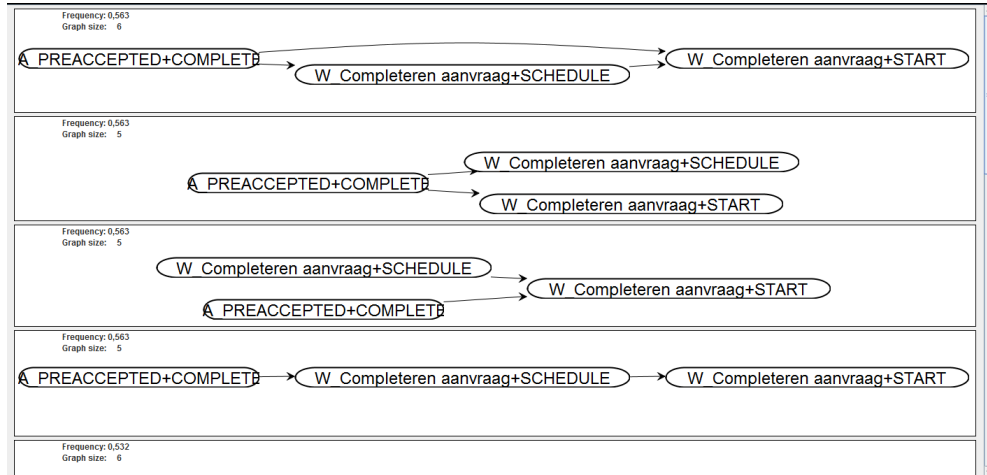 Frequency: 0,563
Graph size: 6
A_PREACCEPTED+COMPLETE
W_Completeren aanvraag+SCHEDULE
W_Completeren aanvraag+START
Frequency: 0,563
Graph size: 5
A_PREACCEPTED+COMPLETE
W_Completeren aanvraag+SCHEDULE
W_Completeren aanvraag+START
Frequency: 0,563
Graph size: 5
W_Completeren aanvraag+SCHEDULE
A_PREACCEPTED+COMPLETE
W_Completeren aanvraag+START
Frequency: 0,563
Graph size: 5
A_PREACCEPTED+COMPLETE
W_Completeren aanvraag+SCHEDULE
W_Completeren aanvraag+START
Frequency: 0,532
Graph size: 6